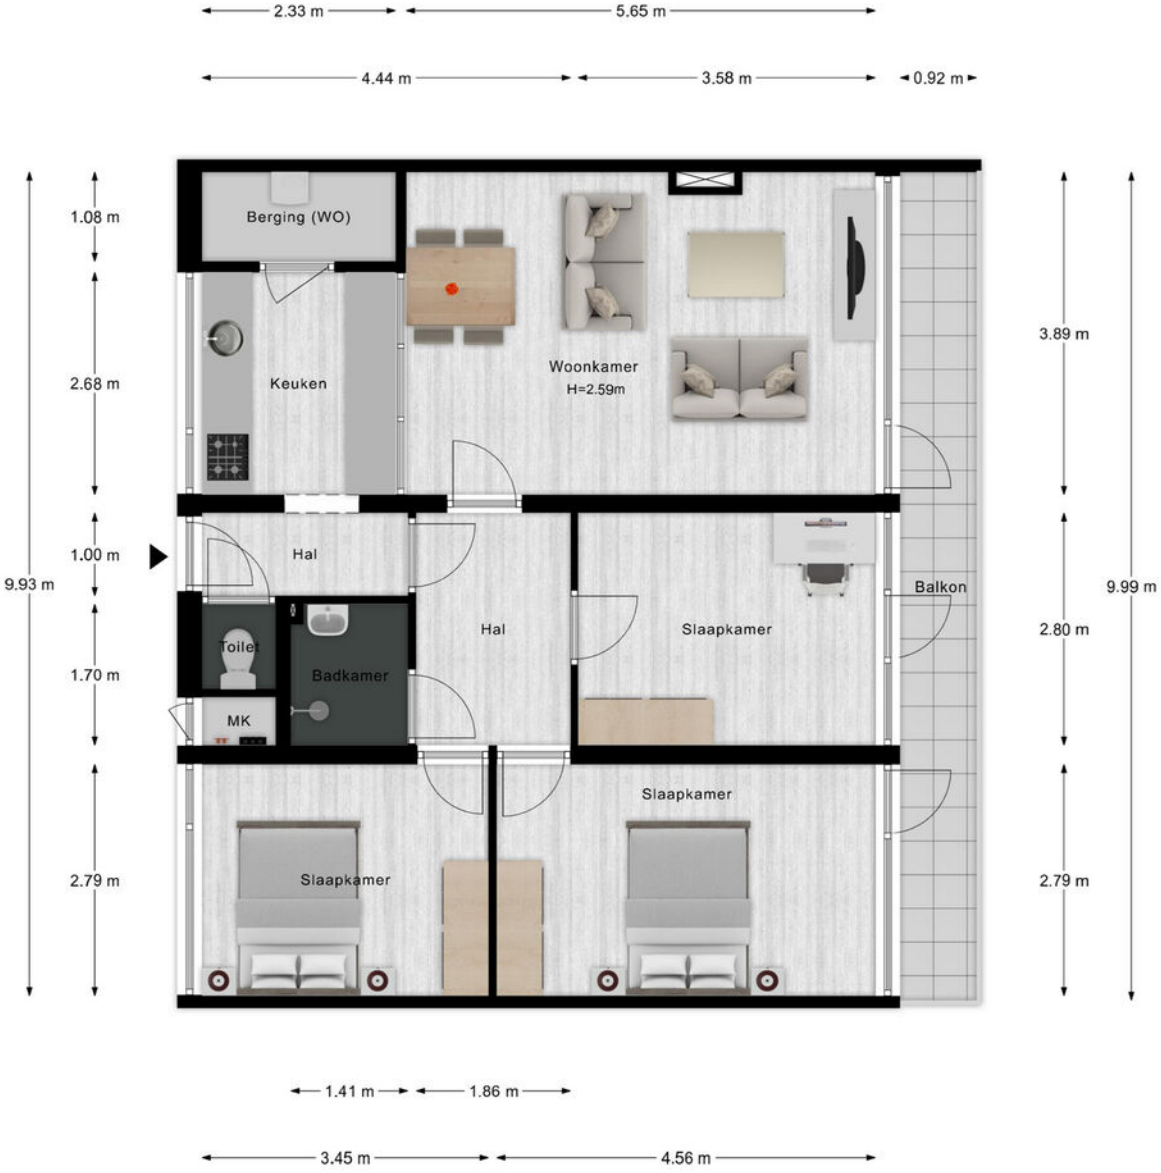 2.33 m
5.65 m
4.44 m
3.58 m
0.92 m
1.08 m
Berging (WO)
3.89 m
Woonkamer
H=2.59m
2.68 m
Keuken
1.00 m
Hal
9.93 m
Balkon
9.99 m
Hal
Slaapkamer
2.80 m
Toilet
1.70 m
Badkamer
MK
Slaapkamer
2.79 m
Slaapkamer
2.79 m
1.41 m
1.86 m
3.45 m
4.56 m